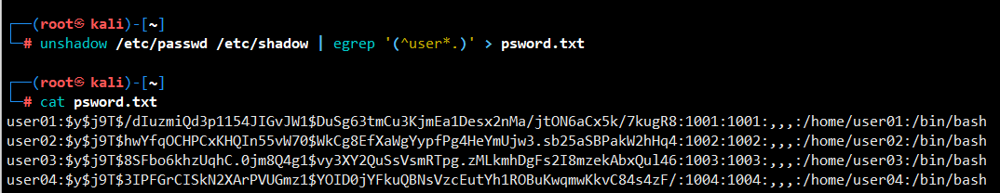 ┌──(root㉿kali)-[~]
└─# unshadow /etc/passwd /etc/shadow | egrep '(^user*.)' > psword.txt
┌──(root㉿kali)-[~]
└─# cat psword.txt
user01:$y$j9T$/dIuzmiQd3p1154JIGvJW1$DuSg63tmCu3KjmEa1Desx2nMa/jtON6aCx5k/7kugR8:1001:1001:,,,:/home/user01:/bin/bash
user02:$y$j9T$hwYfqOCHPCxKHQIn55vW70$WkCg8EfXaWgYypfPg4HeYmUjw3.sb25aSBPakW2hHq4:1002:1002:,,,:/home/user02:/bin/bash
user03:$y$j9T$8SFbo6khzUqhC.0jm8Q4g1$vy3XY2QuSsVsmRTpg.zMLkmhDgFs2I8mzekAbxQul46:1003:1003:,,,:/home/user03:/bin/bash
user04:$y$j9T$3IPFGrCISkN2XArPVUGmz1$YOID0jYFkuQBNsVzcEutYh1ROBuKwqmwKkvC84s4zF/:1004:1004:,,,:/home/user04:/bin/bash